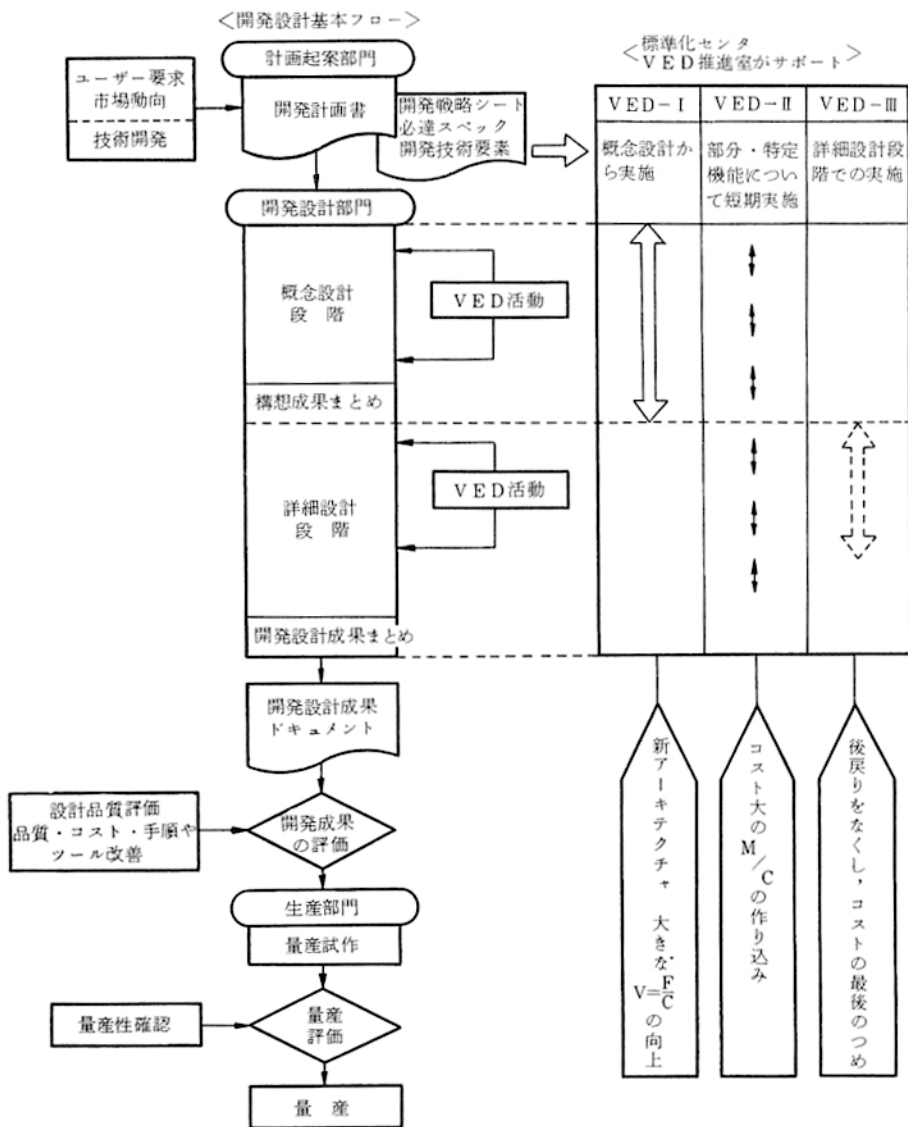 ＜開発設計基本フロー＞
計画起案部門
ユーザー要求
市場動向
技術開発
開発計画書
開発戦略シート
必達スペック
開発技術要素
開発設計部門
概念設計
段　階
VED活動
構想成果まとめ
詳細設計
段　階
VED活動
開発設計成果まとめ
開発設計成果
ドキュメント
設計品質評価
品質・コスト・手順や
ツール改善
開発成果
の評価
生産部門
量産試作
量産性確認
量産
評価
量　産
＜標準化センタ
VED推進室がサポート＞
VED－Ⅰ
VED－Ⅱ
VED－Ⅲ
概念設計か
ら実施
部分・特定
機能につい
て短期実施
詳細設計段
階での実施
新アーキテクチャ　大きなV=F/Cの向上
コスト大のM/Cの作り込み
後戻りをなくし，コストの最後のつめ